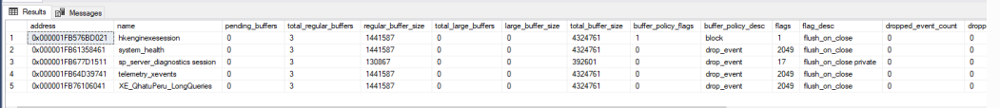 Results Messages
address name pending_buffers total_regular_buffers regular_buffer_size total_large_buffers large_buffer_size total_buffer_size buffer_policy_flags buffer_policy_desc flags flag_desc dropped_event_count dropp
1 0x000001FB576BD021 hkenginexesession 0 3 1441587 0 0 4324761 1 block 1 flush_on_close 0 0
2 0x000001FB61358461 system_health 0 3 1441587 0 0 4324761 0 drop_event 2049 flush_on_close 0 0
3 0x000001FB677D1511 sp_server_diagnostics session 0 3 130867 0 0 392601 0 drop_event 17 flush_on_close private 0 0
4 0x000001FB64D39741 telemetry_xevents 0 3 1441587 0 0 4324761 0 drop_event 2049 flush_on_close 0 0
5 0x000001FB76106041 XE_QhatuPeru_LongQueries 0 3 1441587 0 0 4324761 0 drop_event 2049 flush_on_close 0 0